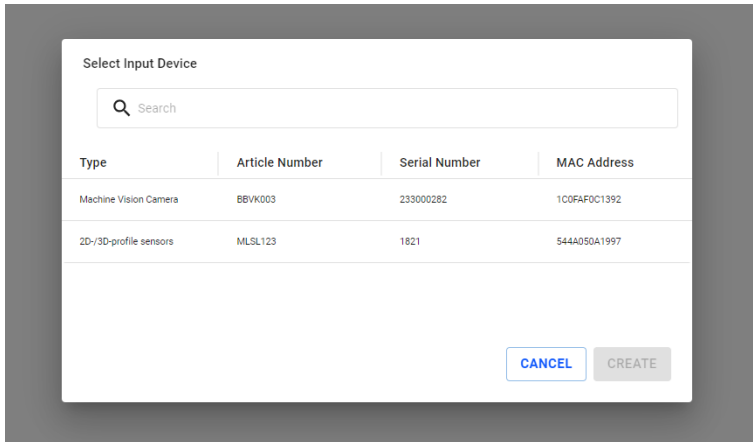 Select Input Device
Search
Type Article Number Serial Number MAC Address
Machine Vision Camera BBVK003 233000282 1C0FAF0C1392
2D-/3D-profile sensors MLSL123 1821 544A050A1997
CANCEL CREATE